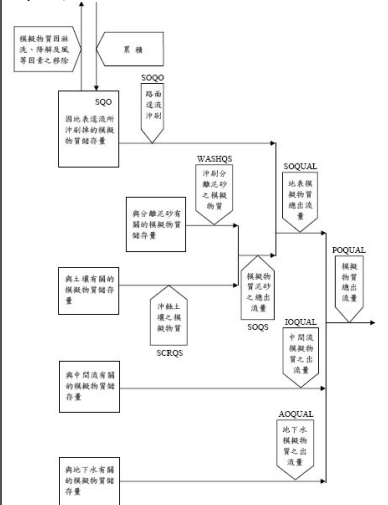 模擬物質因淋
洗、降解及風
等因素之移除
累 積
SOQO
路面
逕流
沖刷
SQO
因地表逕流所
沖刷掉的模擬
物質儲存量
WASHQS
沖刷分
離泥砂
之模擬
物質
SOQUAL
地表模
擬物質
總出流
量
與分離泥砂有
關的模擬物質
儲存量
POQUAL
模擬
物質
總出
流量
與土壤有關的
模擬物質儲存
量
沖蝕土
壤之模
擬物質
SCRQS
模擬物
質泥砂
之總出
流量
SOQS
IOQUAL
中間流
模擬物
質之出
流量
與中間流有關
的模擬物質儲
存量
AOQUAL
地下水
模擬物
質之出
流量
與地下水有關
的模擬物質儲
存量